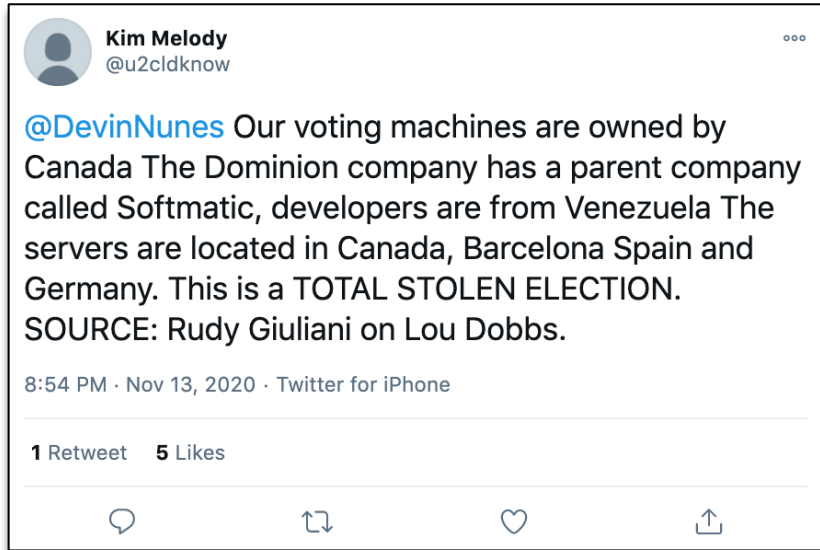 Kim Melody
@u2cldknow
@DevinNunes Our voting machines are owned by
Canada The Dominion company has a parent company
called Softmatic, developers are from Venezuela The
servers are located in Canada, Barcelona Spain and
Germany. This is a TOTAL STOLEN ELECTION.
SOURCE: Rudy Giuliani on Lou Dobbs.
8:54 PM · Nov 13, 2020 · Twitter for iPhone
1 Retweet 5 Likes